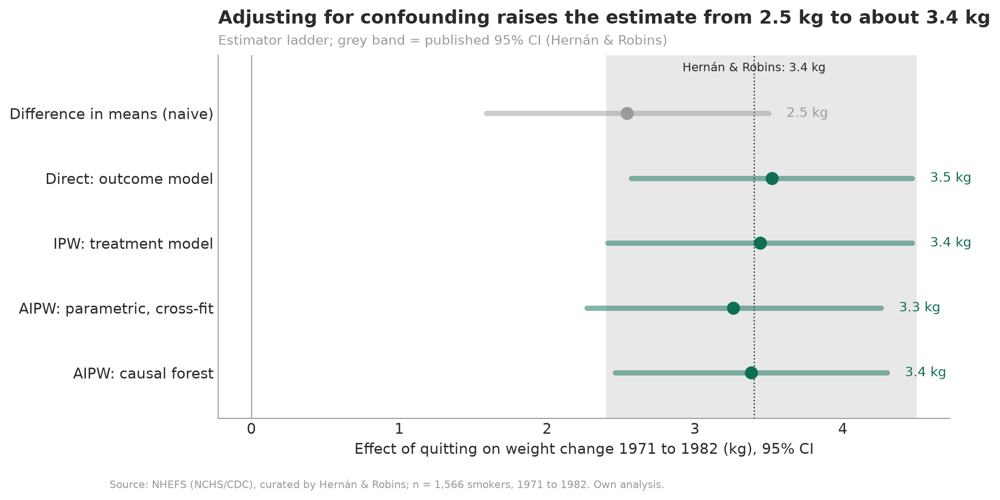 Adjusting for confounding raises the estimate from 2.5 kg to about 3.4 kg
Estimator ladder; grey band = published 95% CI (Hernán & Robins)
Hernán & Robins: 3.4 kg
Difference in means (naive)
2.5 kg
Direct: outcome model
3.5 kg
IPW: treatment model
3.4 kg
AIPW: parametric, cross-fit
3.3 kg
AIPW: causal forest
3.4 kg
0 1 2 3 4
Effect of quitting on weight change 1971 to 1982 (kg), 95% CI
Source: NHEFS (NCHS/CDC), curated by Hernán & Robins; n = 1,566 smokers, 1971 to 1982. Own analysis.